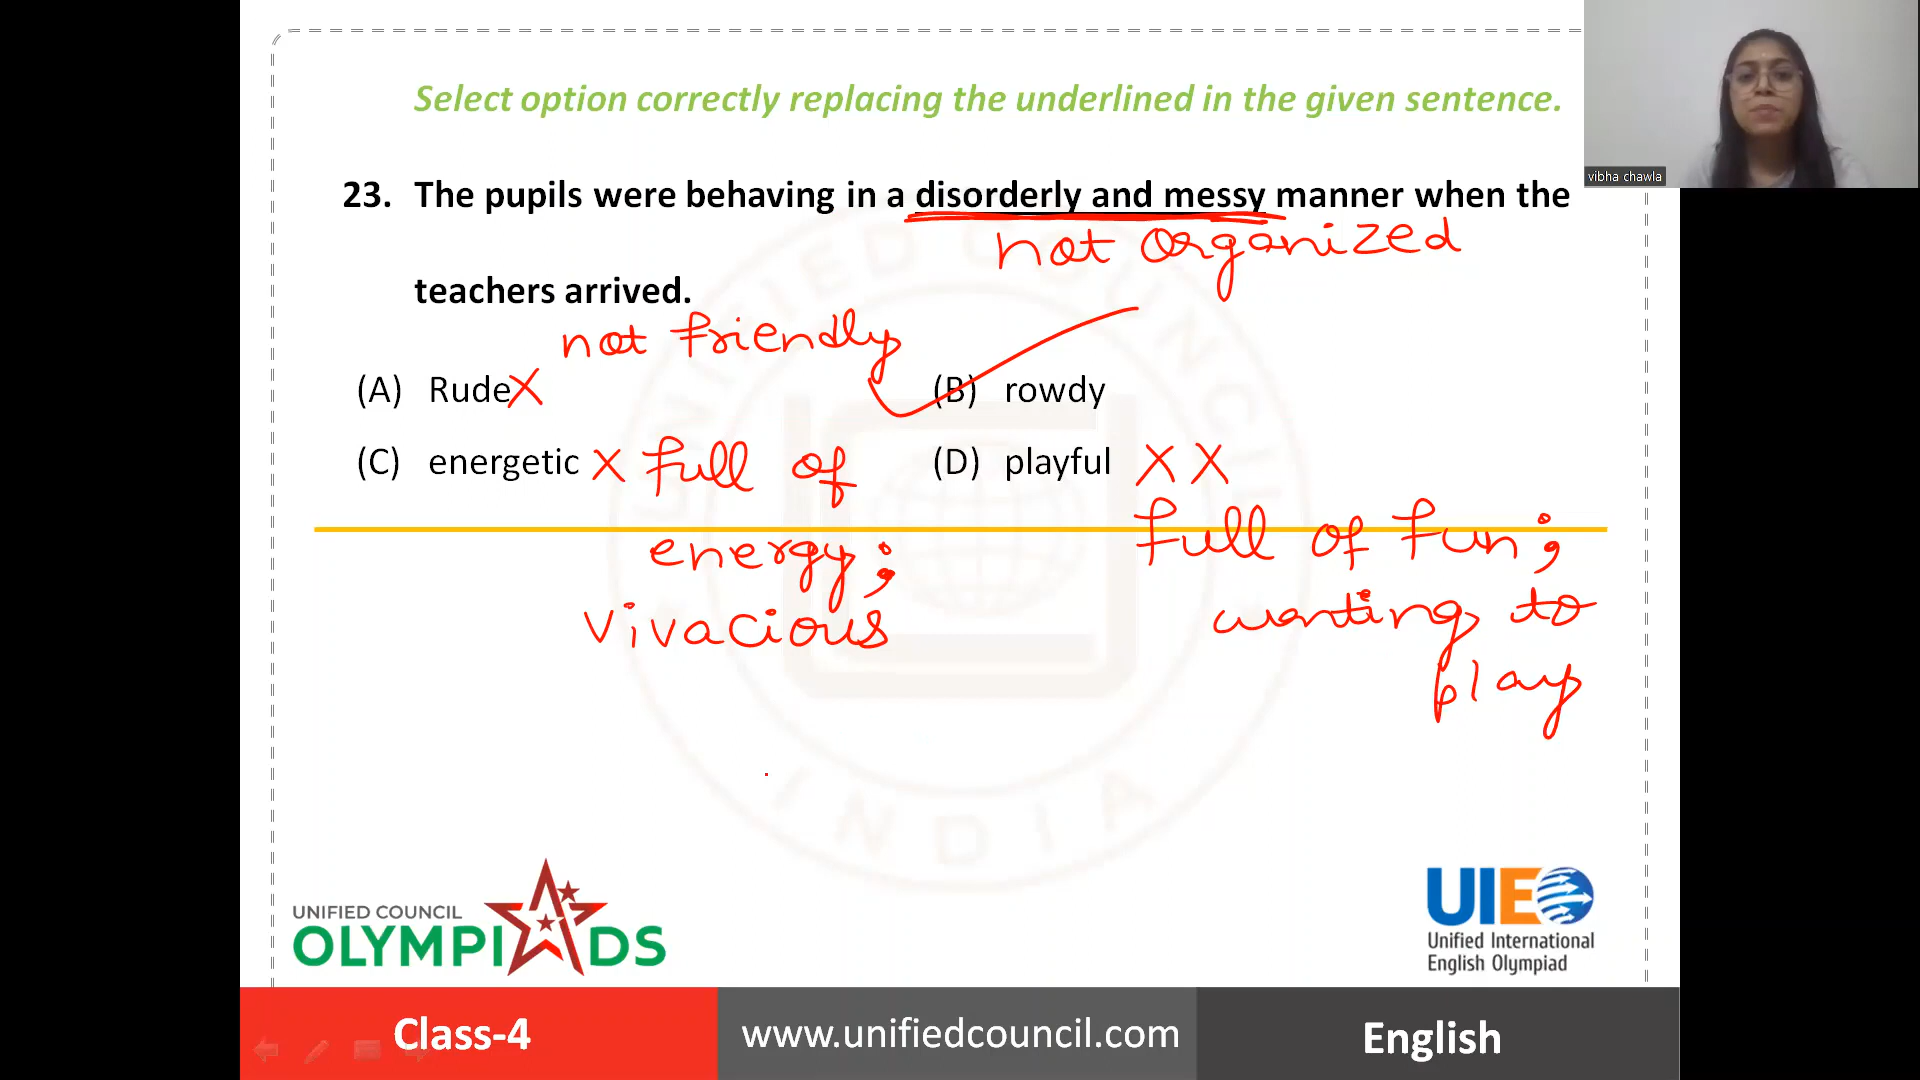 Select option correctly replacing the underlined in the given sentence.
vibha chawla
23. The pupils were behaving in a disorderly and messy manner when the
not organized
teachers arrived.
not friendly
(A) Rude X
(B) rowdy
(C) energetic X full of
energy;
vivacious
(D) playful X X
full of fun;
wanting to
play
UNIFIED COUNCIL
INDIA
UNIFIED COUNCIL
OLYMPIADS
UIEO
Unified International
English Olympiad
Class-4
www.unifiedcouncil.com
English